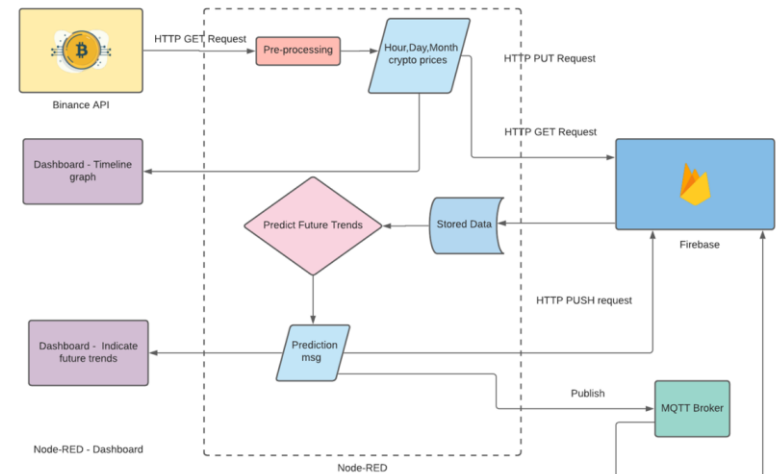 HTTP GET Request
Pre-processing
Hour,Day,Month
crypto prices
HTTP PUT Request
Binance API
HTTP GET Request
Dashboard - Timeline
graph
Predict Future Trends
Stored Data
Firebase
HTTP PUSH request
Dashboard - Indicate
future trends
Prediction
msg
Publish
MQTT Broker
Node-RED - Dashboard
Node-RED